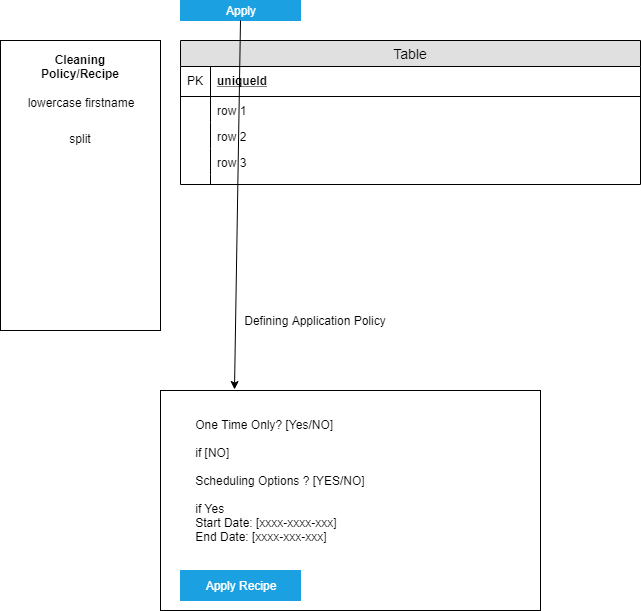 Apply
Cleaning
Policy/Recipe
lowercase firstname
split
Table
PK uniqueId
row 1
row 2
row 3
Defining Application Policy
One Time Only? [Yes/NO]
if [NO]
Scheduling Options ? [YES/NO]
if Yes
Start Date: [xxxx-xxxx-xxx]
End Date: [xxxx-xxx-xxx]
Apply Recipe